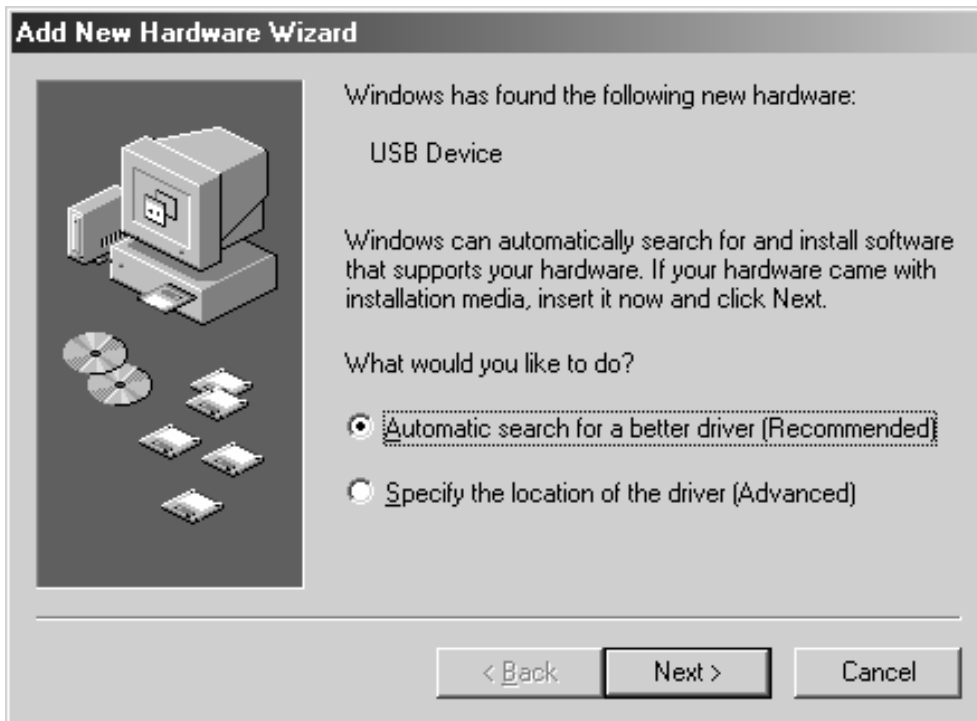 Add New Hardware Wizard
Windows has found the following new hardware:
USB Device
Windows can automatically search for and install software
that supports your hardware. If your hardware came with
installation media, insert it now and click Next.
What would you like to do?
Automatic search for a better driver (Recommended)
Specify the location of the driver (Advanced)
< Back
Next >
Cancel